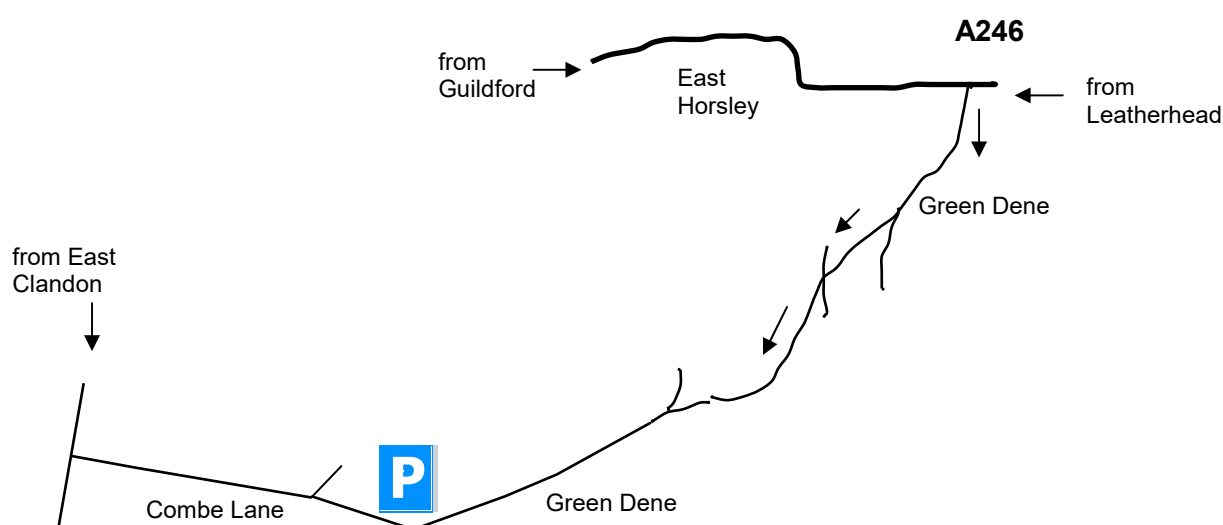 A246
from
Guildford
East
Horsley
from
Leatherhead
Green Dene
from East
Clandon
P
Green Dene
Combe Lane